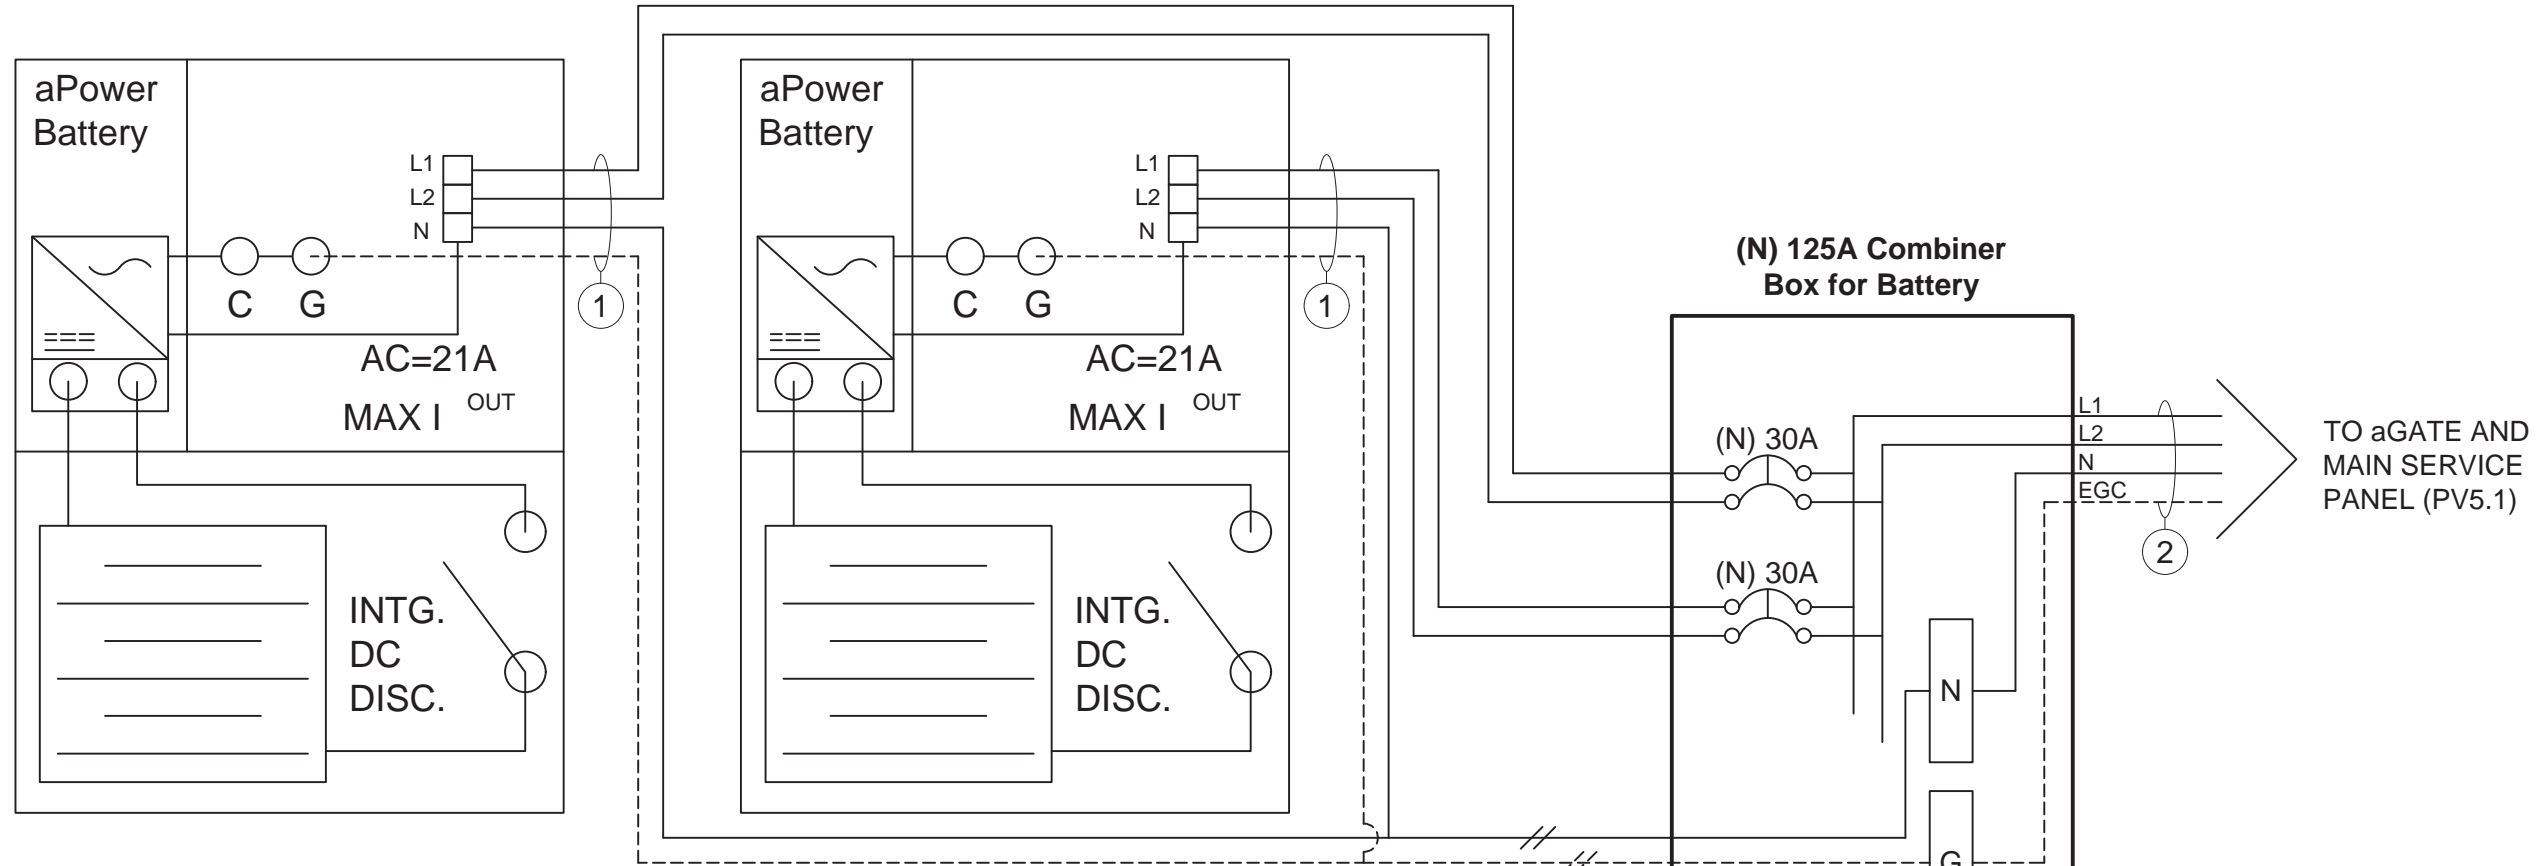 aPower
Battery
L1
L2
N
C
G
1
AC=21A
MAX I OUT
INTG.
DC
DISC.
aPower
Battery
L1
L2
N
C
G
1
AC=21A
MAX I OUT
INTG.
DC
DISC.
(N) 125A Combiner
Box for Battery
(N) 30A
(N) 30A
N
G
L1
L2
N
EGC
2
TO aGATE AND
MAIN SERVICE
PANEL (PV5.1)